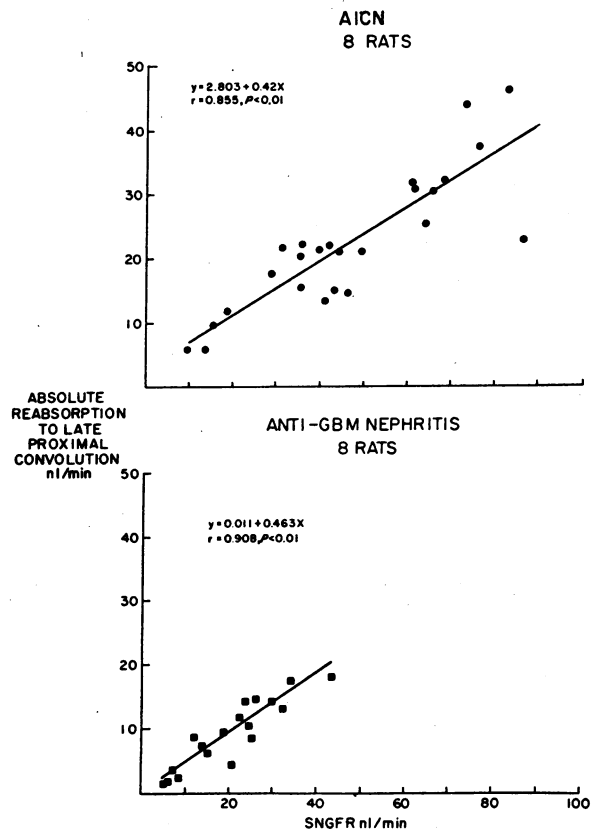 AICN
8 RATS
50
y=2.803+0.42X
r=0.855,P<0.01
40
30
20
10
ABSOLUTE
REABSORPTION
TO LATE
PROXIMAL
CONVOLUTION
nl/min
ANTI-GBM NEPHRITIS
8 RATS
50
y=0.011+0.463X
r=0.908,P<0.01
40
30
20
10
20
40
60
80
100
SNGFR nl/min